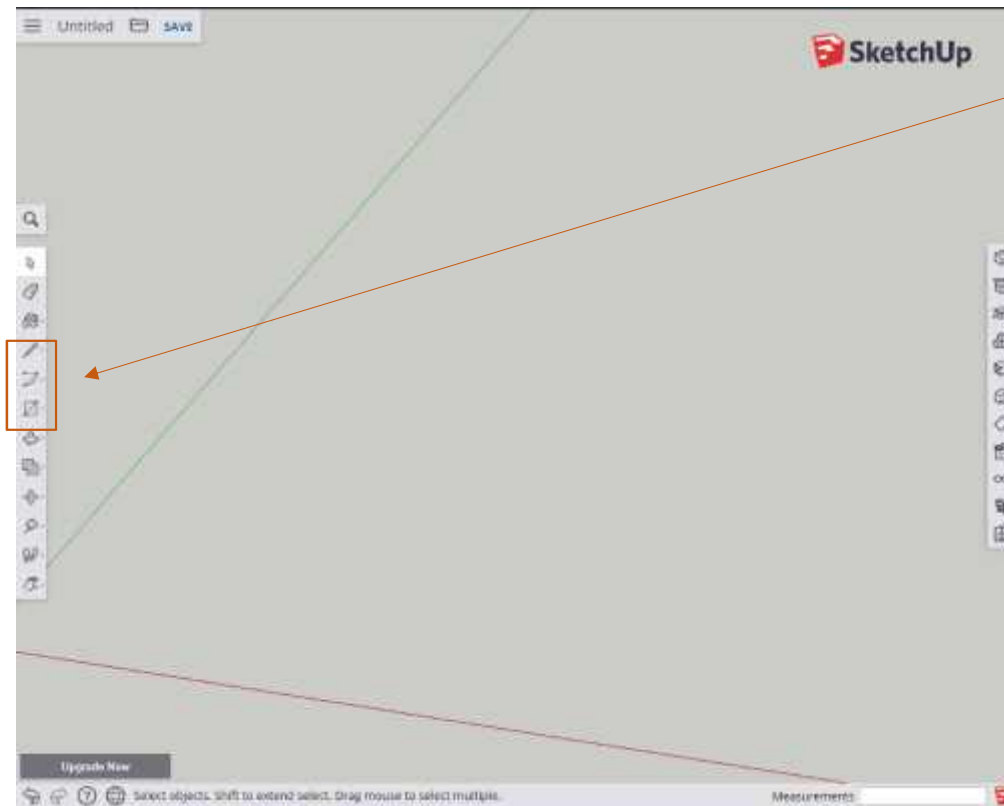 Untitled SAVE
SketchUp
Upgrade Now
Select objects. Shift to extend select. Drag mouse to select multiple.
Measurements